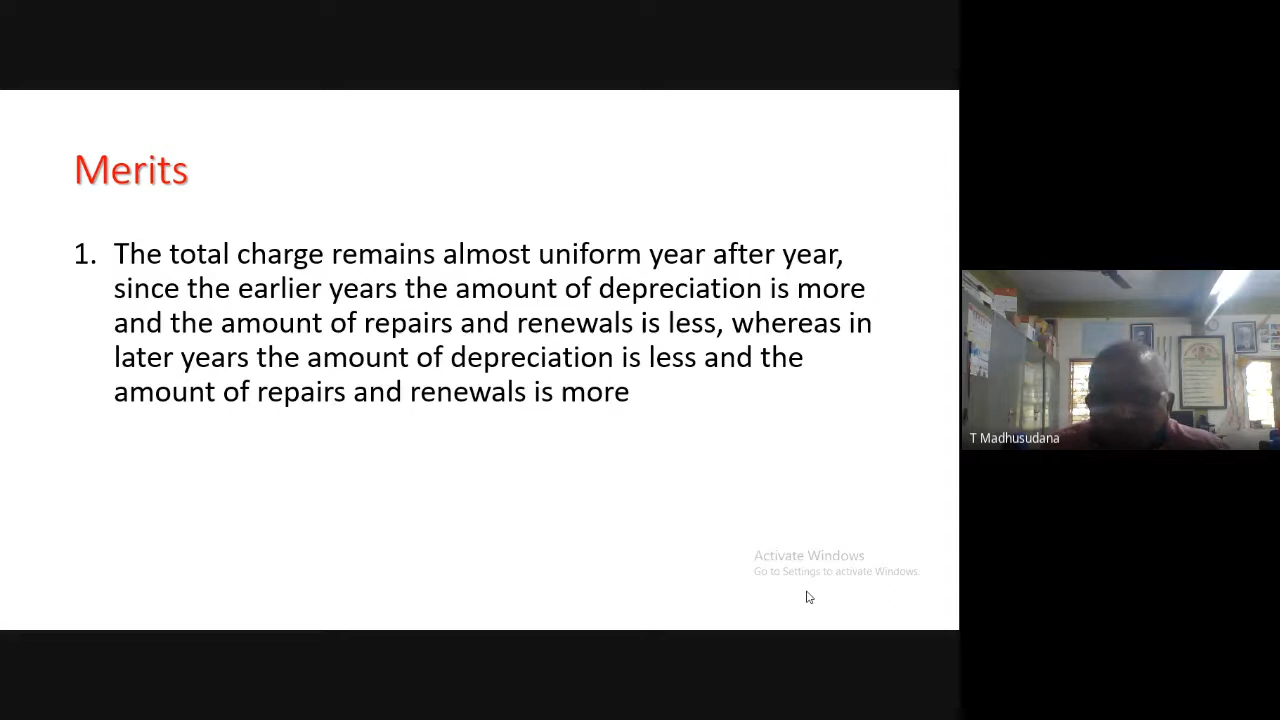 Merits
1. The total charge remains almost uniform year after year,
since the earlier years the amount of depreciation is more
and the amount of repairs and renewals is less, whereas in
later years the amount of depreciation is less and the
amount of repairs and renewals is more
Activate Windows
Go to Settings to activate Windows.
T Madhusudana